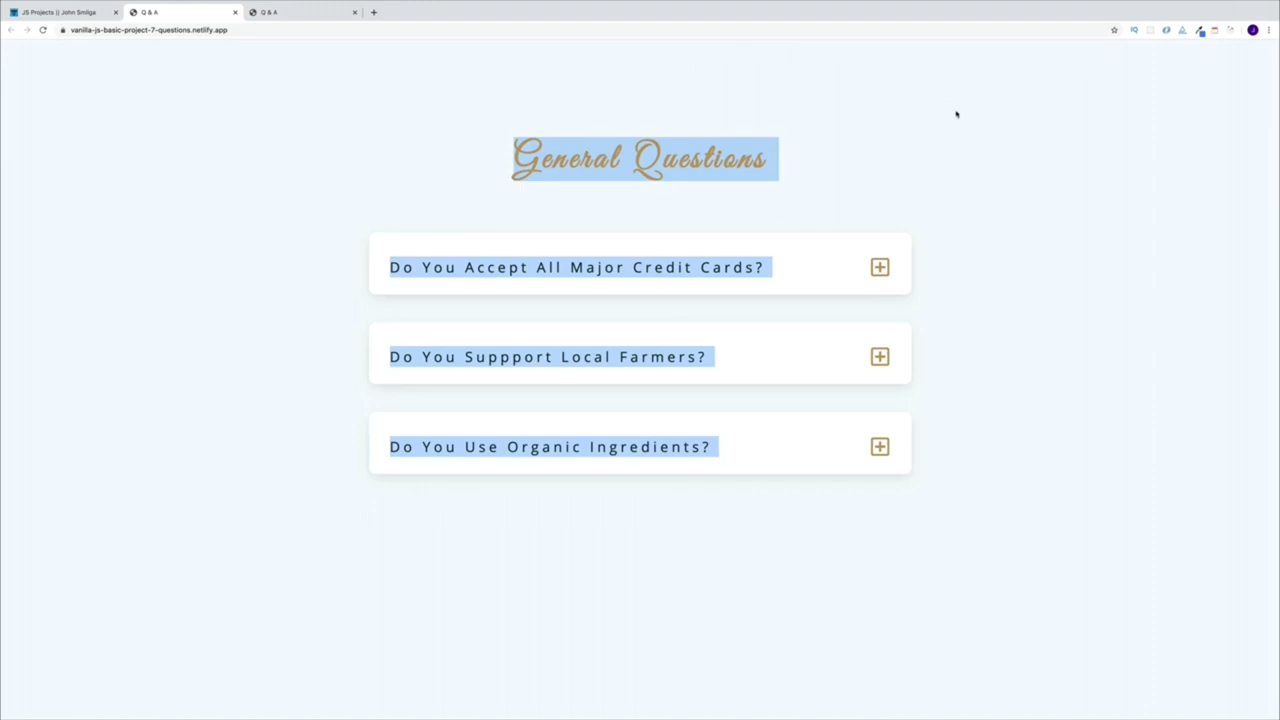 JS Projects || John Smilga
Q & A
Q & A
vanilla-js-basic-project-7-questions.netlify.app
J
General Questions
Do You Accept All Major Credit Cards?
Do You Suppport Local Farmers?
Do You Use Organic Ingredients?